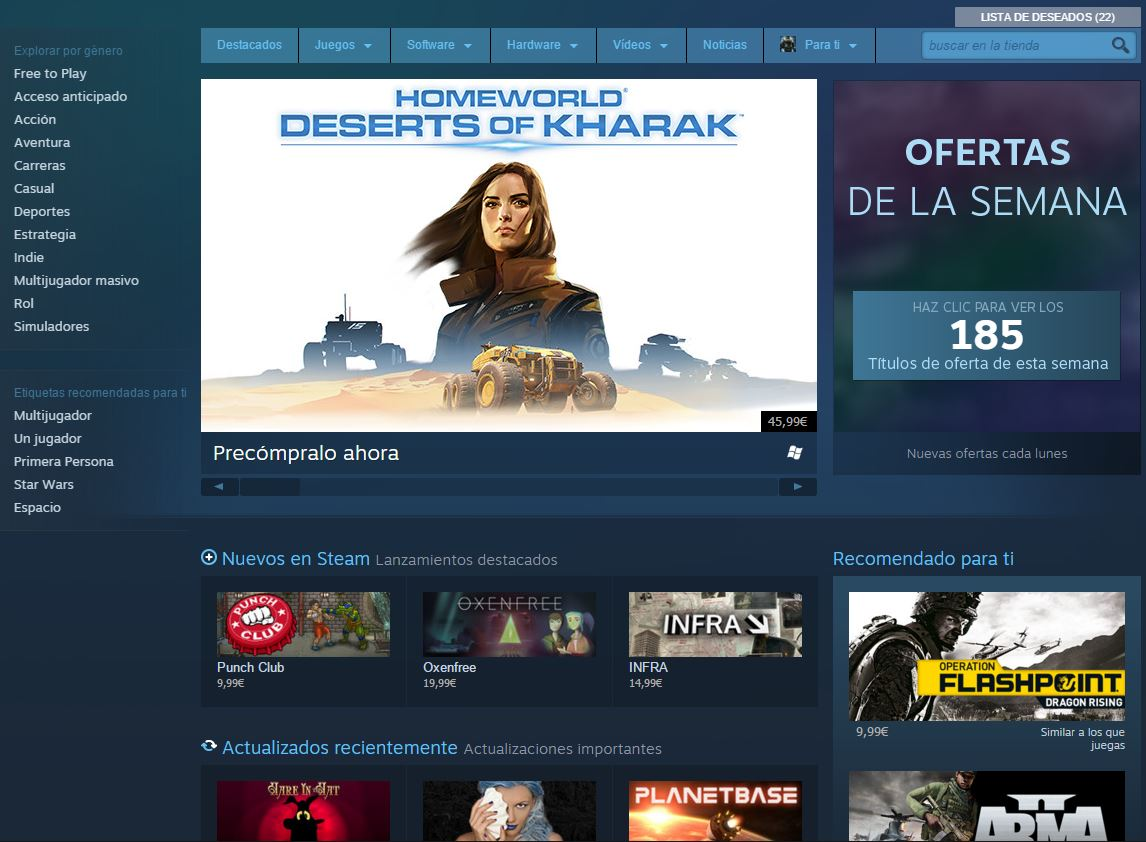 LISTA DE DESEADOS (22)
Destacados
Juegos
Software
Hardware
Vídeos
Noticias
Para ti
buscar en la tienda
Explorar por género
Free to Play
Acceso anticipado
Acción
Aventura
Carreras
Casual
Deportes
Estrategia
Indie
Multijugador masivo
Rol
Simuladores
Etiquetas recomendadas para ti
Multijugador
Un jugador
Primera Persona
Star Wars
Espacio
HOMEWORLD®
DESERTS OF KHARAK™
15
45,99€
Precómpralo ahora
OFERTAS
DE LA SEMANA
HAZ CLIC PARA VER LOS
185
Títulos de oferta de esta semana
Nuevas ofertas cada lunes
Nuevos en Steam Lanzamientos destacados
PUNCH
CLUB
Punch Club
9,99€
OXENFREE
Oxenfree
19,99€
INFRA
INFRA
14,99€
Actualizados recientemente Actualizaciones importantes
HARE IN HAT
PLANETBASE
Recomendado para ti
OPERATION
FLASHPOINT
DRAGON RISING
9,99€
Similar a los que
juegas
ARMA
II